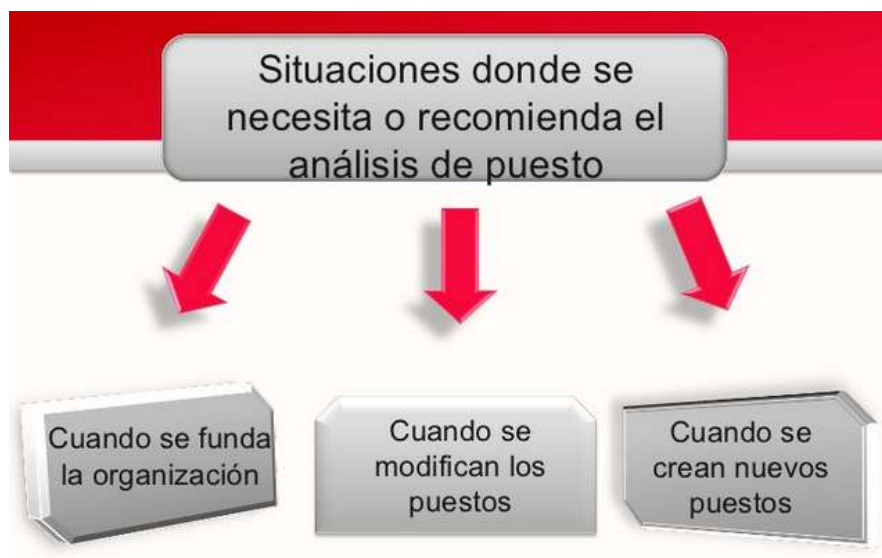 Situaciones donde se
necesita o recomienda el
análisis de puesto
Cuando se funda
la organización
Cuando se
modifican los
puestos
Cuando se
crean nuevos
puestos